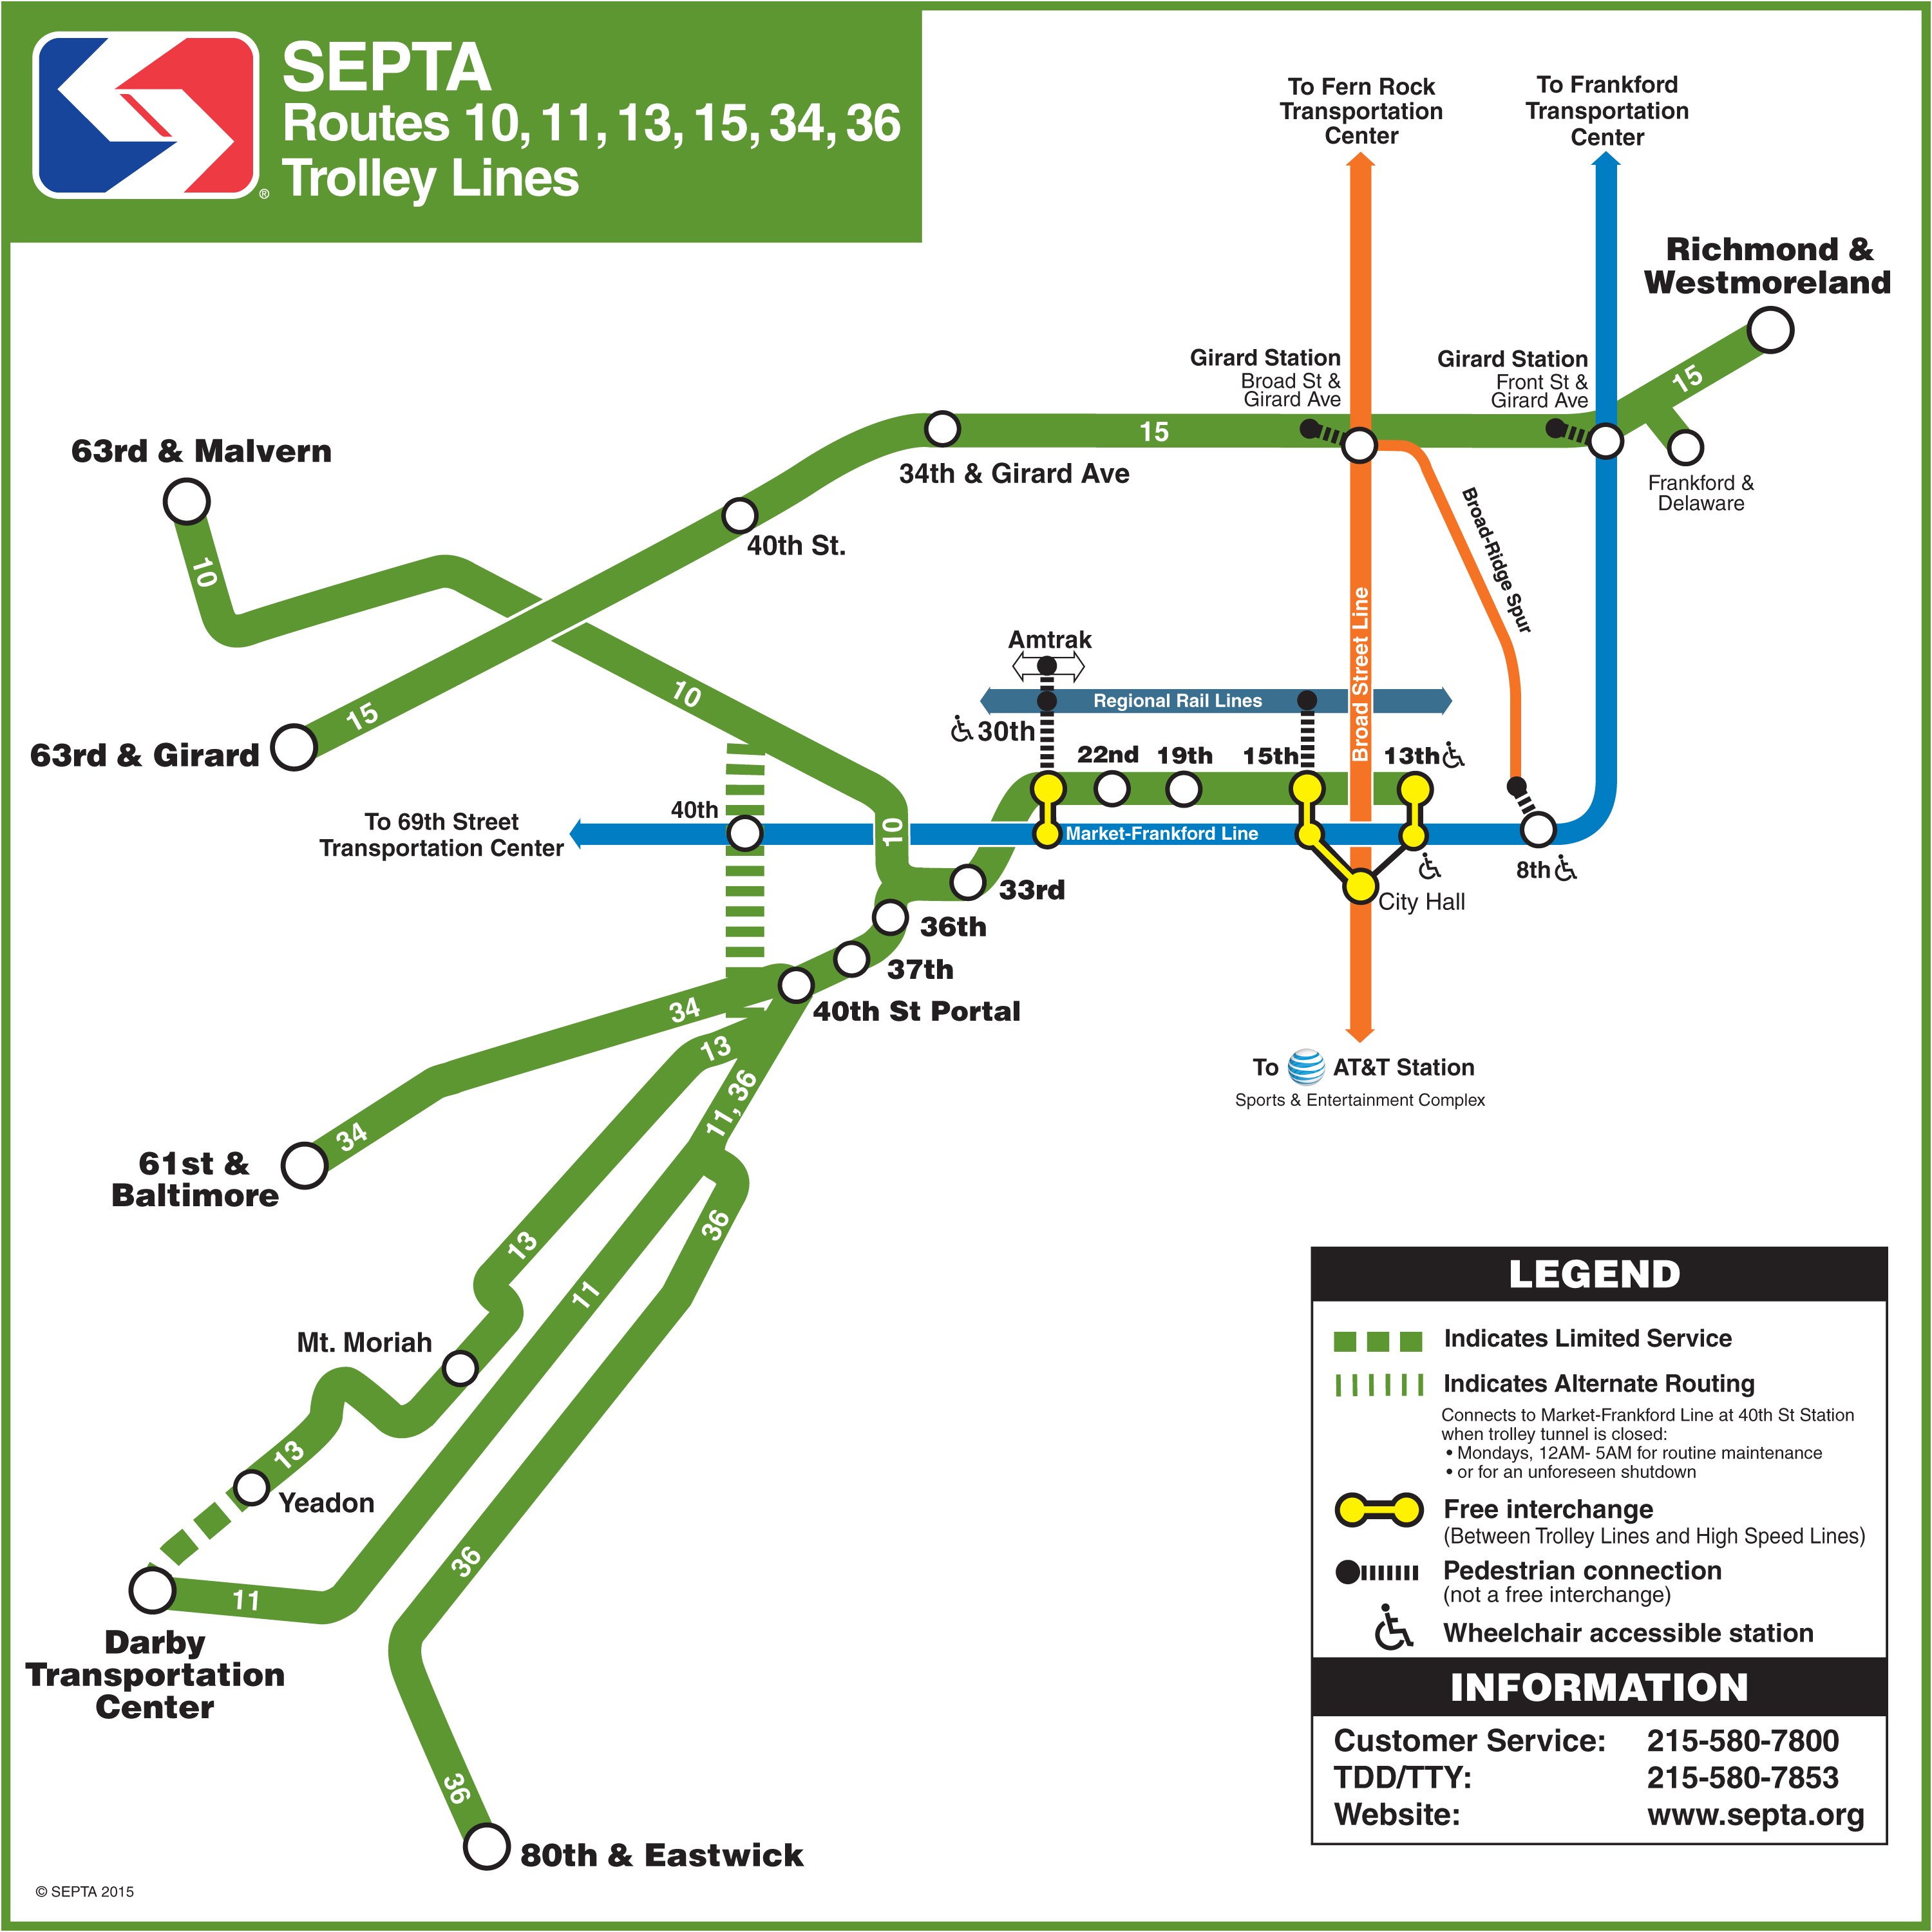 SEPTA
Routes 10, 11, 13, 15, 34, 36
Trolley Lines
®
To Fern Rock
Transportation
Center
To Frankford
Transportation
Center
Richmond &
Westmoreland
15
Girard Station
Broad St &
Girard Ave
Girard Station
Front St &
Girard Ave
15
34th & Girard Ave
Frankford &
Delaware
63rd & Malvern
10
40th St.
Broad-Ridge Spur
Broad Street Line
10
15
63rd & Girard
Amtrak
Regional Rail Lines
30th
22nd
19th
15th
13th
40th
To 69th Street
Transportation Center
10
Market-Frankford Line
8th
33rd
City Hall
36th
37th
40th St Portal
34
13
11, 36
34
61st &
Baltimore
To AT&T Station
Sports & Entertainment Complex
36
13
11
Mt. Moriah
13
Yeadon
36
11
Darby
Transportation
Center
36
80th & Eastwick
LEGEND
Indicates Limited Service
Indicates Alternate Routing
Connects to Market-Frankford Line at 40th St Station
when trolley tunnel is closed:
• Mondays, 12AM- 5AM for routine maintenance
• or for an unforeseen shutdown
Free interchange
(Between Trolley Lines and High Speed Lines)
Pedestrian connection
(not a free interchange)
Wheelchair accessible station
INFORMATION
Customer Service: 215-580-7800
TDD/TTY: 215-580-7853
Website: www.septa.org
© SEPTA 2015